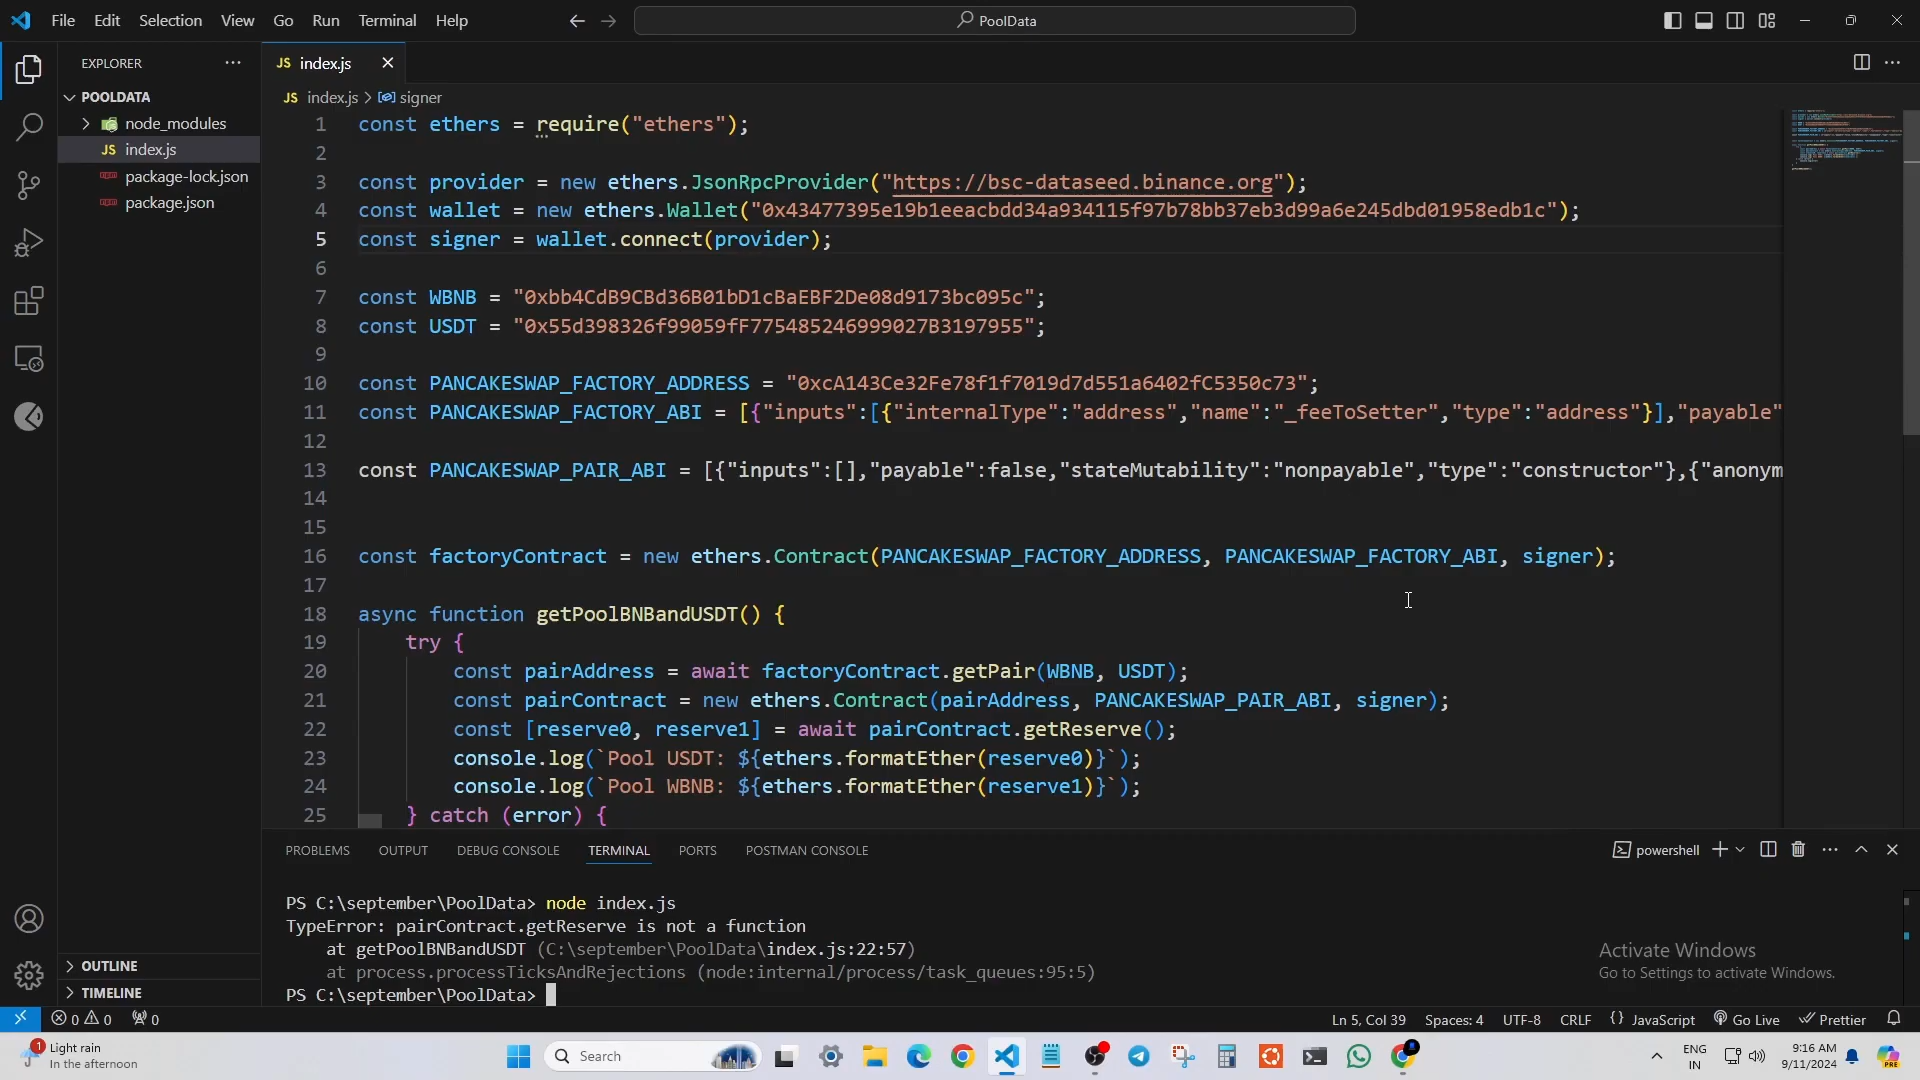 File Edit Selection View Go Run Terminal Help
PoolData
EXPLORER
POOLDATA
node_modules
JS index.js
package-lock.json
package.json
OUTLINE
TIMELINE
JS index.js
JS index.js > signer
1 const ethers = require("ethers");
2
3 const provider = new ethers.JsonRpcProvider("https://bsc-dataseed.binance.org");
4 const wallet = new ethers.Wallet("0x43477395e19b1eeacbdd34a934115f97b78bb37eb3d99a6e245dbd01958edb1c");
5 const signer = wallet.connect(provider);
6
7 const WBNB = "0xbb4CdB9CBd36B01bD1cBaEBF2De08d9173bc095c";
8 const USDT = "0x55d398326f99059fF775485246999027B3197955";
9
10 const PANCAKESWAP_FACTORY_ADDRESS = "0xcA143Ce32Fe78f1f7019d7d551a6402fC5350c73";
11 const PANCAKESWAP_FACTORY_ABI = [{"inputs":[{"internalType":"address","name":"_feeToSetter","type":"address"}],"payable"
12
13 const PANCAKESWAP_PAIR_ABI = [{"inputs":[],"payable":false,"stateMutability":"nonpayable","type":"constructor"},{"anonym
14
15
16 const factoryContract = new ethers.Contract(PANCAKESWAP_FACTORY_ADDRESS, PANCAKESWAP_FACTORY_ABI, signer);
17
18 async function getPoolBNBandUSDT() {
19 try {
20 const pairAddress = await factoryContract.getPair(WBNB, USDT);
21 const pairContract = new ethers.Contract(pairAddress, PANCAKESWAP_PAIR_ABI, signer);
22 const [reserve0, reserve1] = await pairContract.getReserve();
23 console.log(`Pool USDT: ${ethers.formatEther(reserve0)}`);
24 console.log(`Pool WBNB: ${ethers.formatEther(reserve1)}`);
25 } catch (error) {
PROBLEMS OUTPUT DEBUG CONSOLE TERMINAL PORTS POSTMAN CONSOLE
powershell
PS C:\september\PoolData> node index.js
TypeError: pairContract.getReserve is not a function
at getPoolBNBandUSDT (C:\september\PoolData\index.js:22:57)
at process.processTicksAndRejections (node:internal/process/task_queues:95:5)
PS C:\september\PoolData>
Activate Windows
Go to Settings to activate Windows.
0 0 0
Ln 5, Col 39 Spaces: 4 UTF-8 CRLF {} JavaScript Go Live Prettier
1
Light rain
In the afternoon
Search
PRE
ENG
IN
9:16 AM
9/11/2024